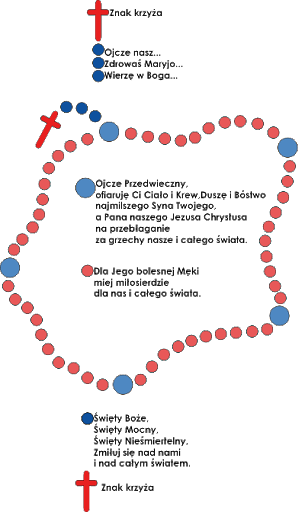 Znak krzyża
Ojcze nasz...
Zdrowaś Maryjo...
Wierzę w Boga...
Ojcze Przedwieczny,
ofiaruję Ci Ciało i Krew,Duszę i Bóstwo
najmilszego Syna Twojego,
a Pana naszego Jezusa Chrystusa
na przebłaganie
za grzechy nasze i całego świata.
Dla Jego bolesnej Męki
miej miłosierdzie
dla nas i całego świata.
Święty Boże,
Święty Mocny,
Święty Nieśmiertelny,
Zmiłuj się nad nami
i nad całym światem.
Znak krzyża